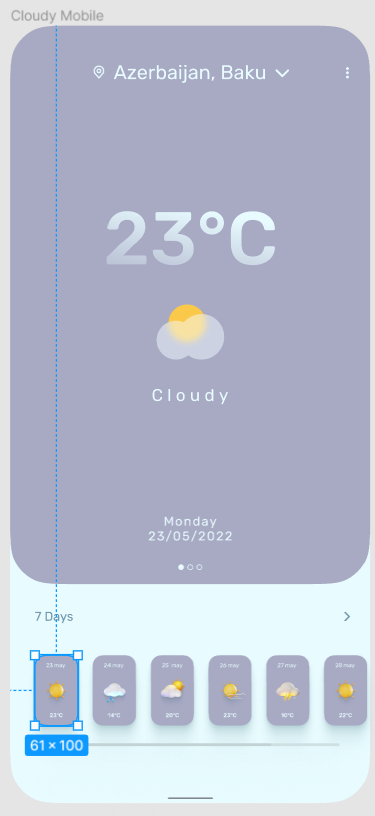 Cloudy Mobile
Azerbaijan, Baku
23°C
Cloudy
Monday
23/05/2022
7 Days
23 may
24 may
25 may
26 may
27 may
28 may
23°C
-14°C
20°C
23°C
10°C
22°C
61 × 100